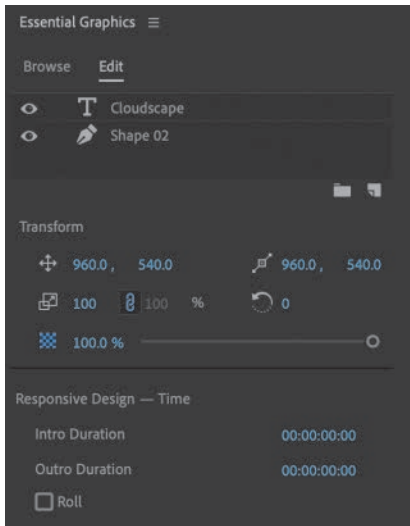 Essential Graphics
Browse Edit
T Cloudscape
Shape 02
Transform
960.0 , 540.0 960.0 , 540.0
100 100 % 0
100.0 %
Responsive Design — Time
Intro Duration 00:00:00:00
Outro Duration 00:00:00:00
Roll